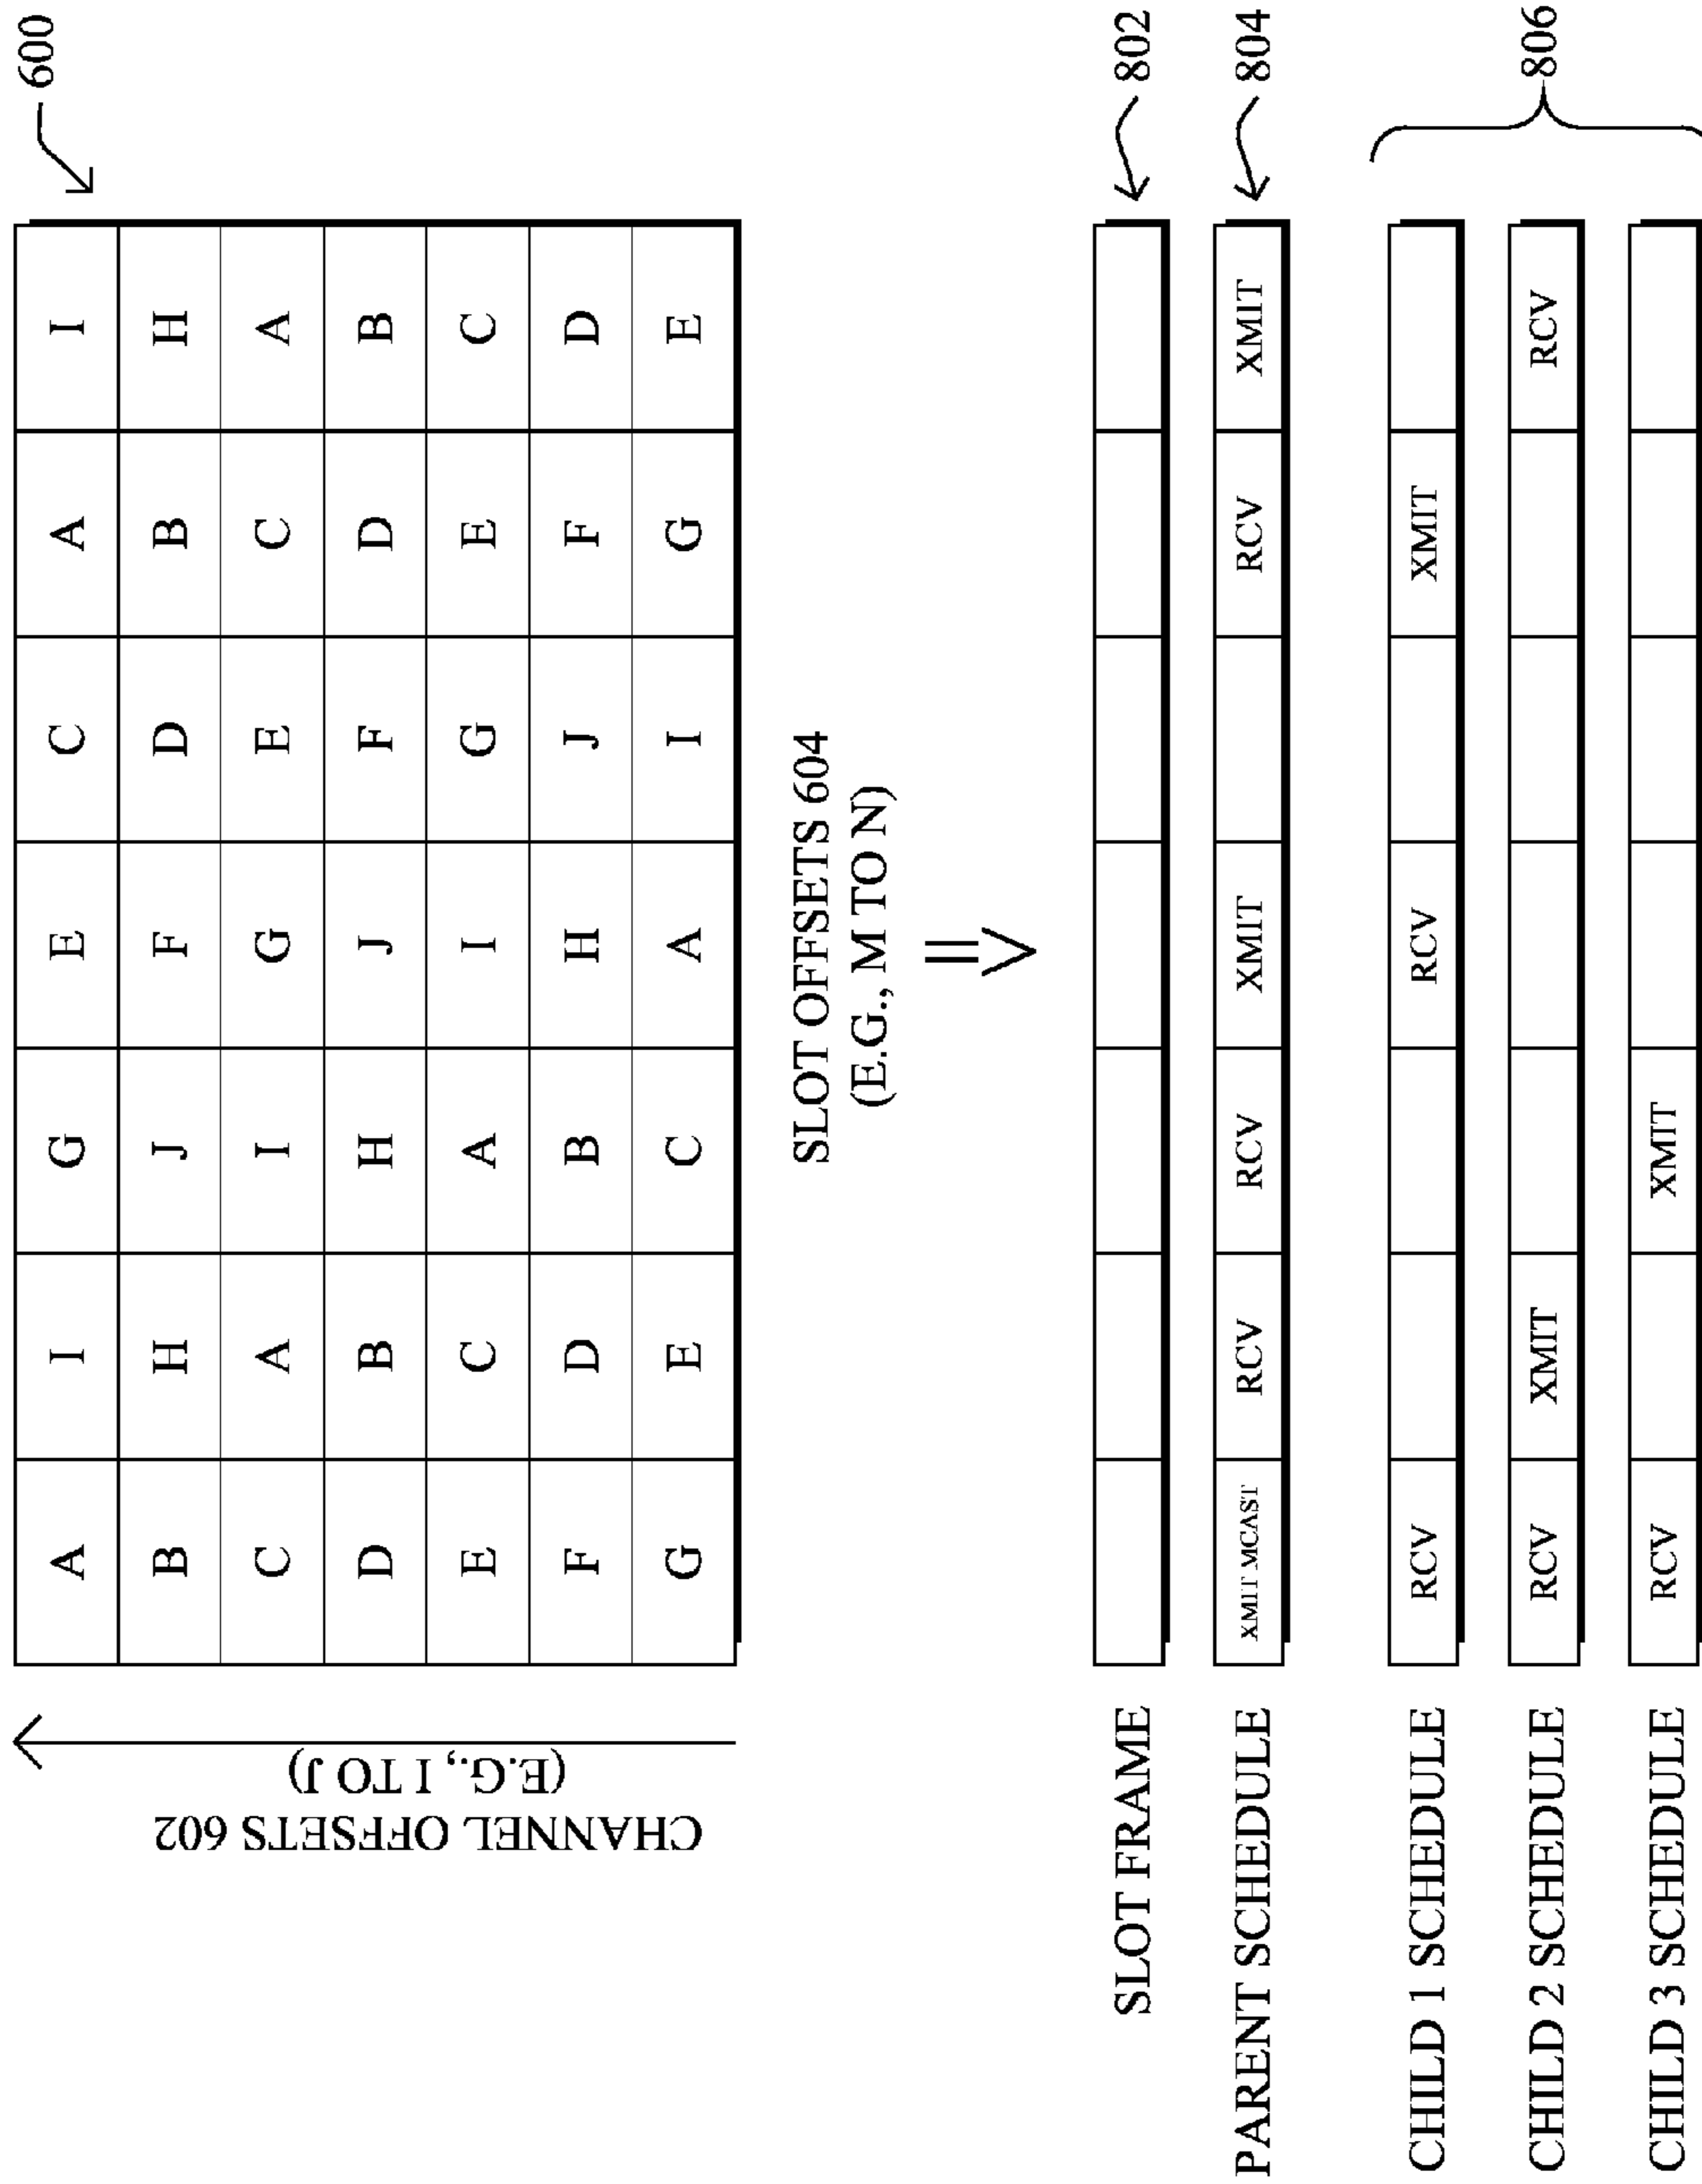 600
CHANNEL OFFSETS 602
(E.G., I TO J)
A I G E C A I
B H J F D B H
C A I G E C A
D B H J F D B
E C A I G E C
F D B H J F D
G E C A I G E
SLOT OFFSETS 604
(E.G., M TO N)
SLOT FRAME 802
PARENT SCHEDULE XMIT MCAST RCV RCV XMIT RCV XMIT 804
CHILD 1 SCHEDULE RCV RCV XMIT
CHILD 2 SCHEDULE RCV XMIT RCV
806
CHILD 3 SCHEDULE RCV XMIT